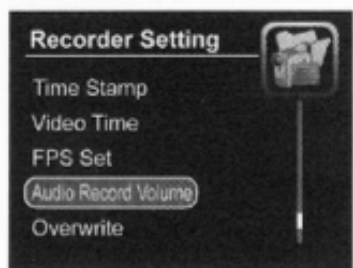 Recorder Setting
Time Stamp
Video Time
FPS Set
Audio Record Volume
Overwrite